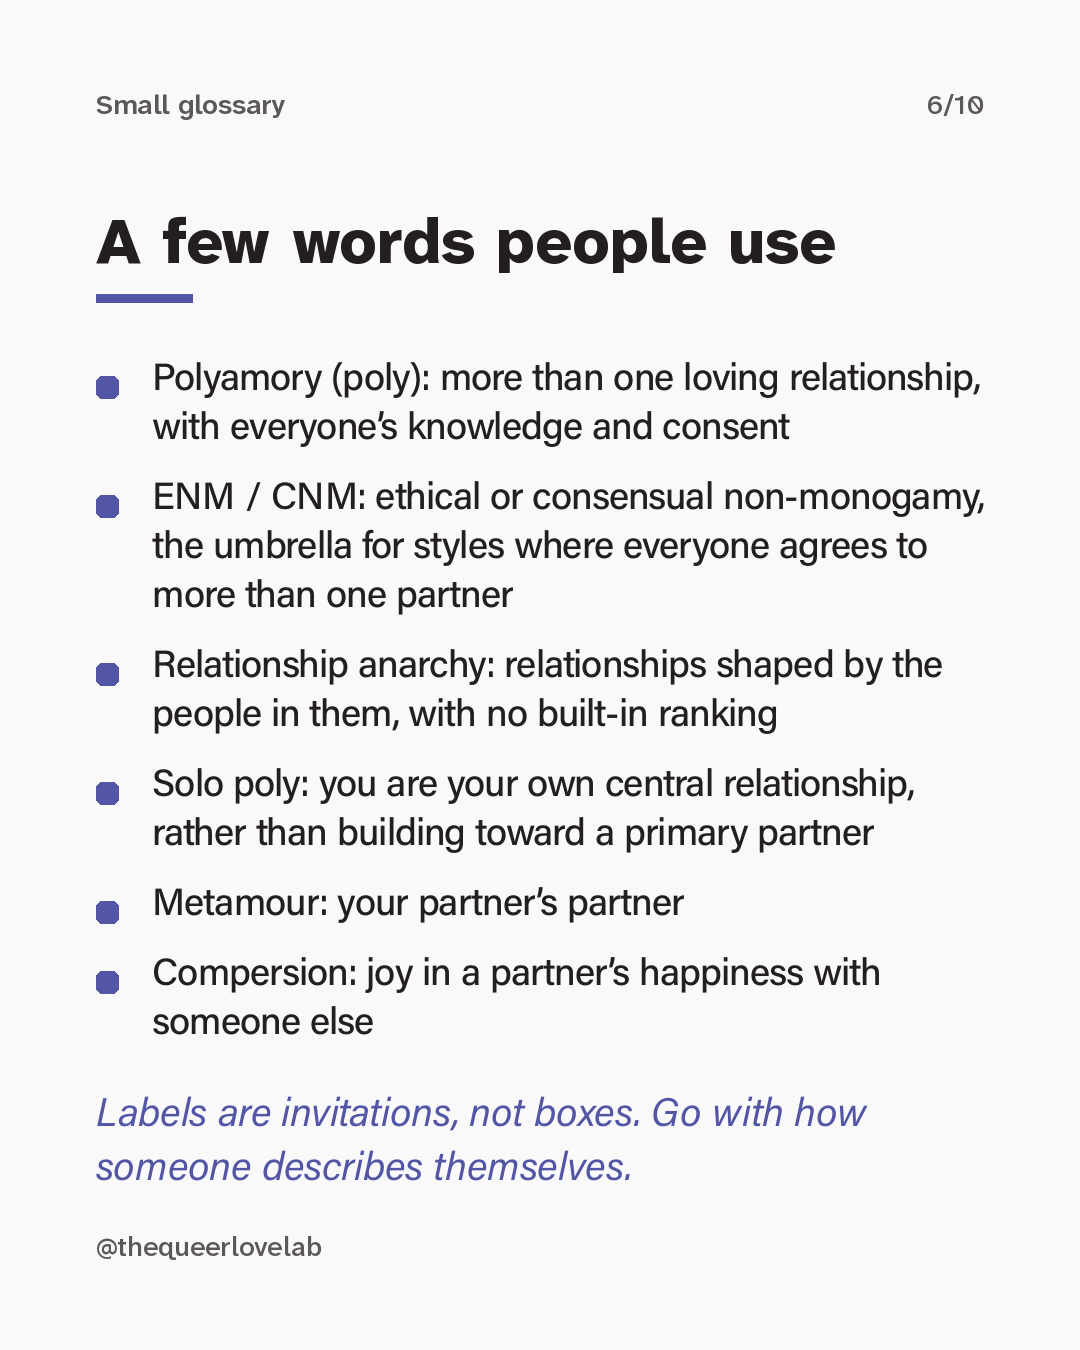 Small glossary
6/10
A few words people use
Polyamory (poly): more than one loving relationship,
with everyone’s knowledge and consent
ENM / CNM: ethical or consensual non-monogamy,
the umbrella for styles where everyone agrees to
more than one partner
Relationship anarchy: relationships shaped by the
people in them, with no built-in ranking
Solo poly: you are your own central relationship,
rather than building toward a primary partner
Metamour: your partner’s partner
Compersion: joy in a partner’s happiness with
someone else
Labels are invitations, not boxes. Go with how
someone describes themselves.
@thequeerlovelab